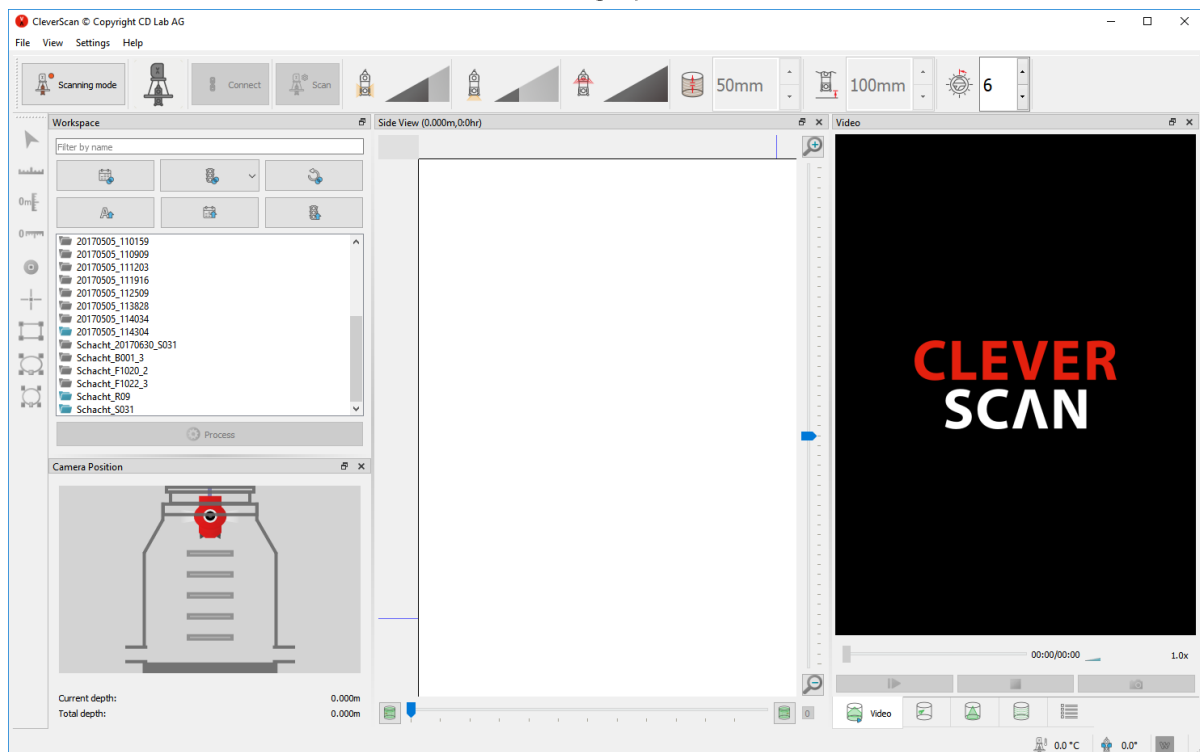 CleverScan © Copyright CD Lab AG
File View Settings Help
Scanning mode
Connect
Scan
50mm
100mm
6
Workspace
Side View (0.000m,0:0hr)
Video
Filter by name
0m
0
A
20170505_110159
20170505_110909
20170505_111203
20170505_111916
20170505_112509
20170505_113828
20170505_114034
20170505_114304
Schacht_20170630_S031
Schacht_B001_3
Schacht_F1020_2
Schacht_F1022_3
Schacht_R09
Schacht_S031
Process
Camera Position
Current depth: 0.000m
Total depth: 0.000m
0
CLEVER
SCΛN
00:00/00:00
1.0x
Video
0.0 °C
0.0°